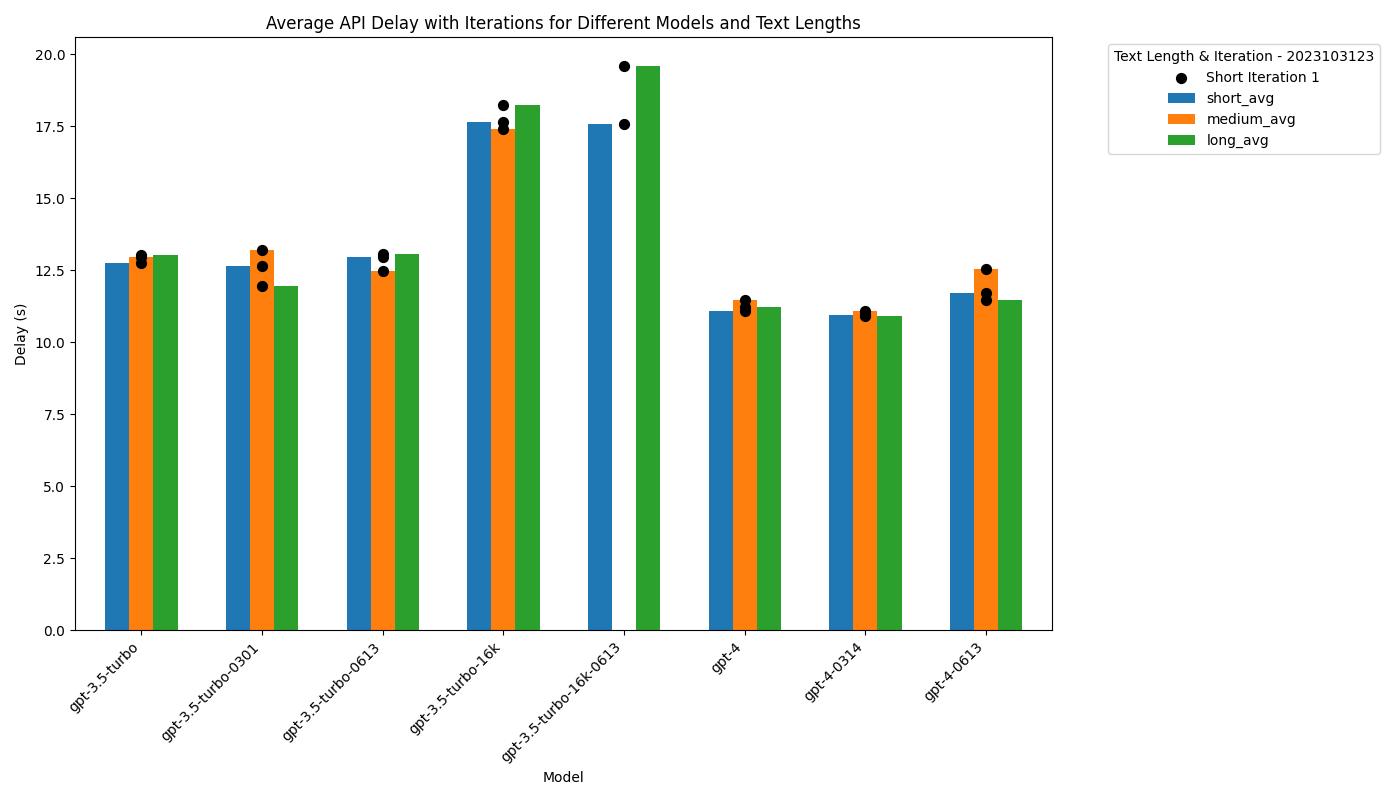 Average API Delay with Iterations for Different Models and Text Lengths
Text Length & Iteration - 2023103123
Short Iteration 1
short_avg
medium_avg
long_avg
Delay (s)
20.0
17.5
15.0
12.5
10.0
7.5
5.0
2.5
0.0
gpt-3.5-turbo
gpt-3.5-turbo-0301
gpt-3.5-turbo-0613
gpt-3.5-turbo-16k
gpt-3.5-turbo-16k-0613
gpt-4
gpt-4-0314
gpt-4-0613
Model